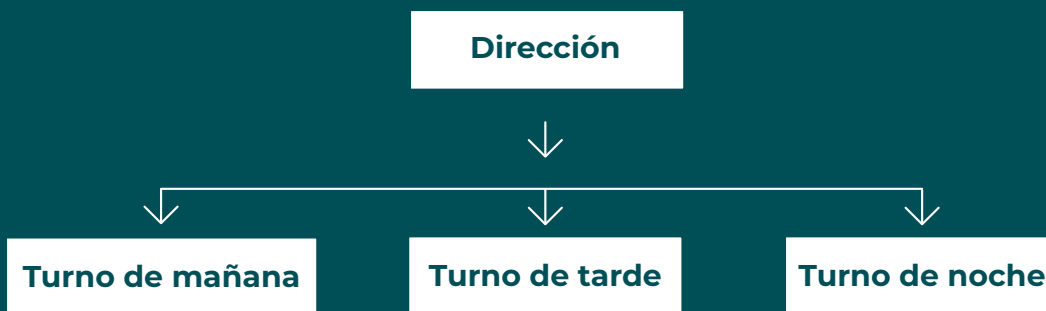 Dirección
Turno de mañana
Turno de tarde
Turno de noche